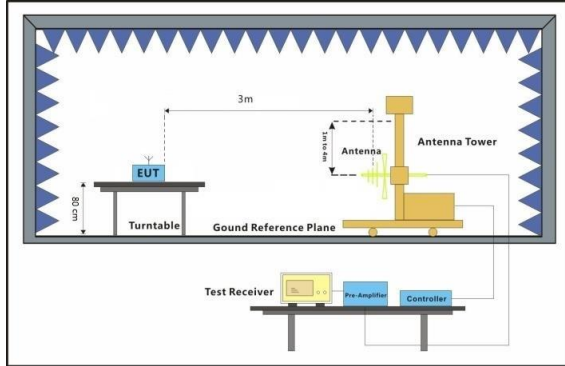 3m
1m to 4m
Antenna
Antenna Tower
EUT
80 cm
Turntable
Gound Reference Plane
Test Receiver
Pre-Amplifier
Controller